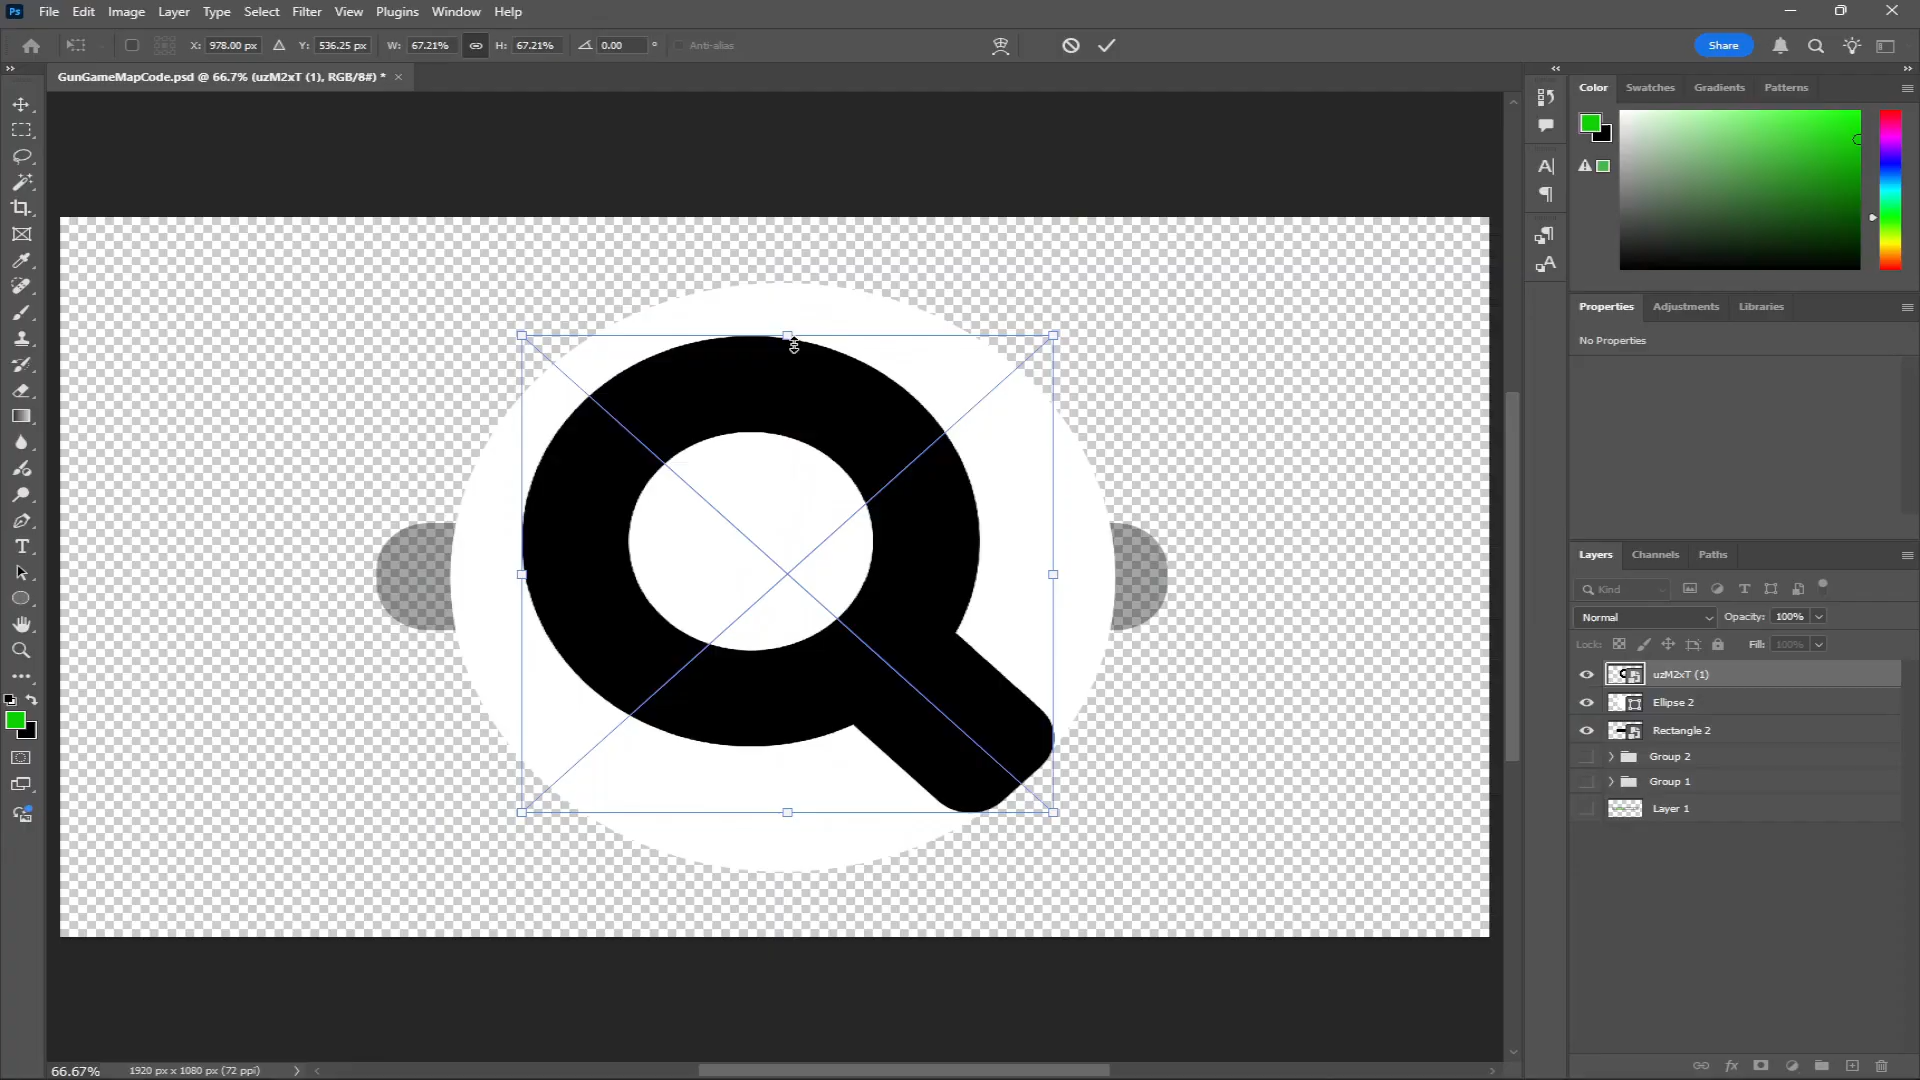 Ps File Edit Image Layer Type Select Filter View Plugins Window Help
X: 978.00 px Y: 536.25 px W: 67.21% H: 67.21% 0.00 ° Anti-alias Share
GunGameMapCode.psd @ 66.7% (uzM2xT (1), RGB/8#) * ×
Color Swatches Gradients Patterns
Properties Adjustments Libraries
No Properties
Layers Channels Paths
Kind
Normal Opacity: 100%
Lock: Fill: 100%
uzM2xT (1)
Ellipse 2
Rectangle 2
Group 2
Group 1
Layer 1
66.67% 1920 px x 1080 px (72 ppi)